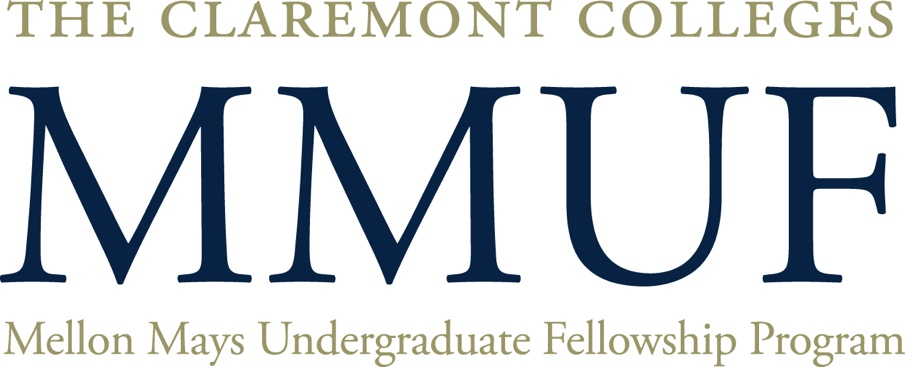 THE CLAREMONT COLLEGES
MMUF
Mellon Mays Undergraduate Fellowship Program